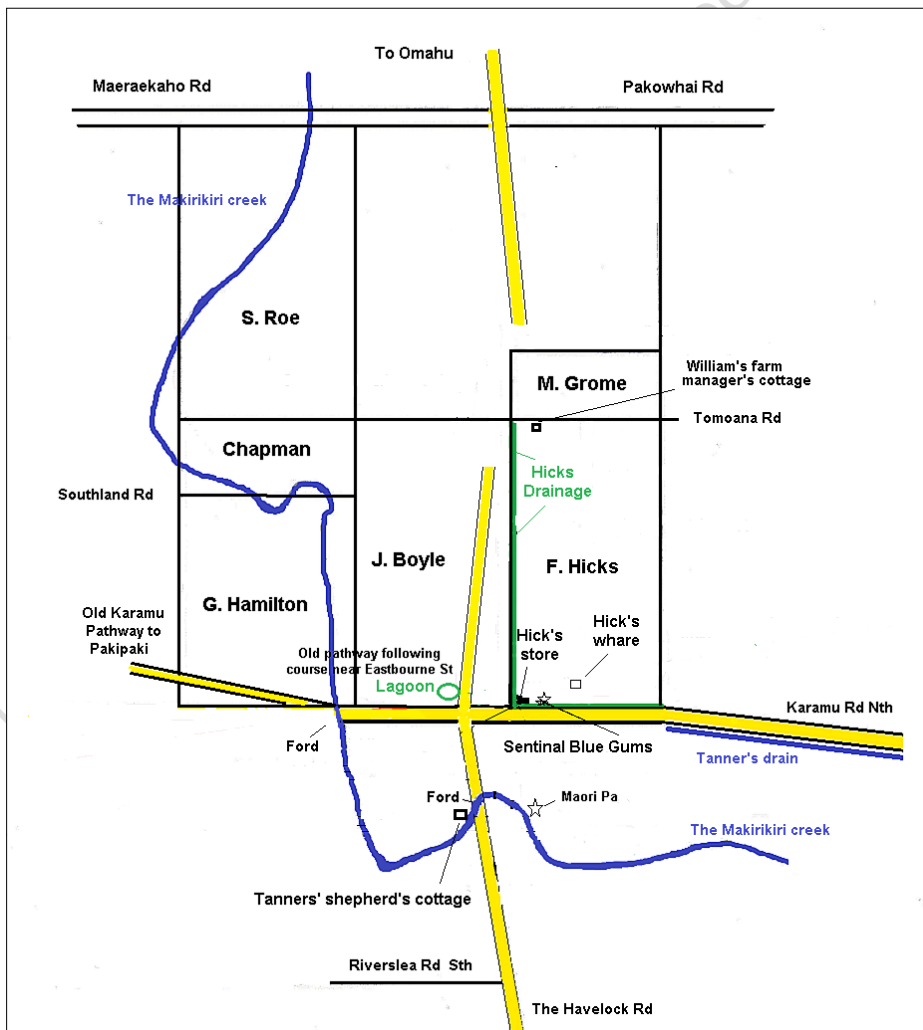 To Omahu
Maeraekaho Rd
Pakowhai Rd
The Makirikiri creek
S. Roe
M. Grome
William's farm
manager's cottage
Tomoana Rd
Chapman
Hicks
Drainage
Southland Rd
J. Boyle
F. Hicks
G. Hamilton
Old Karamu
Pathway to
Pakipaki
Hick's
store
Hick's
whare
Old pathway following
course near Eastbourne St
Lagoon
Karamu Rd Nth
Ford
Sentinal Blue Gums
Tanner's drain
Ford
Maori Pa
The Makirikiri creek
Tanners' shepherd's cottage
Riverslea Rd Sth
The Havelock Rd